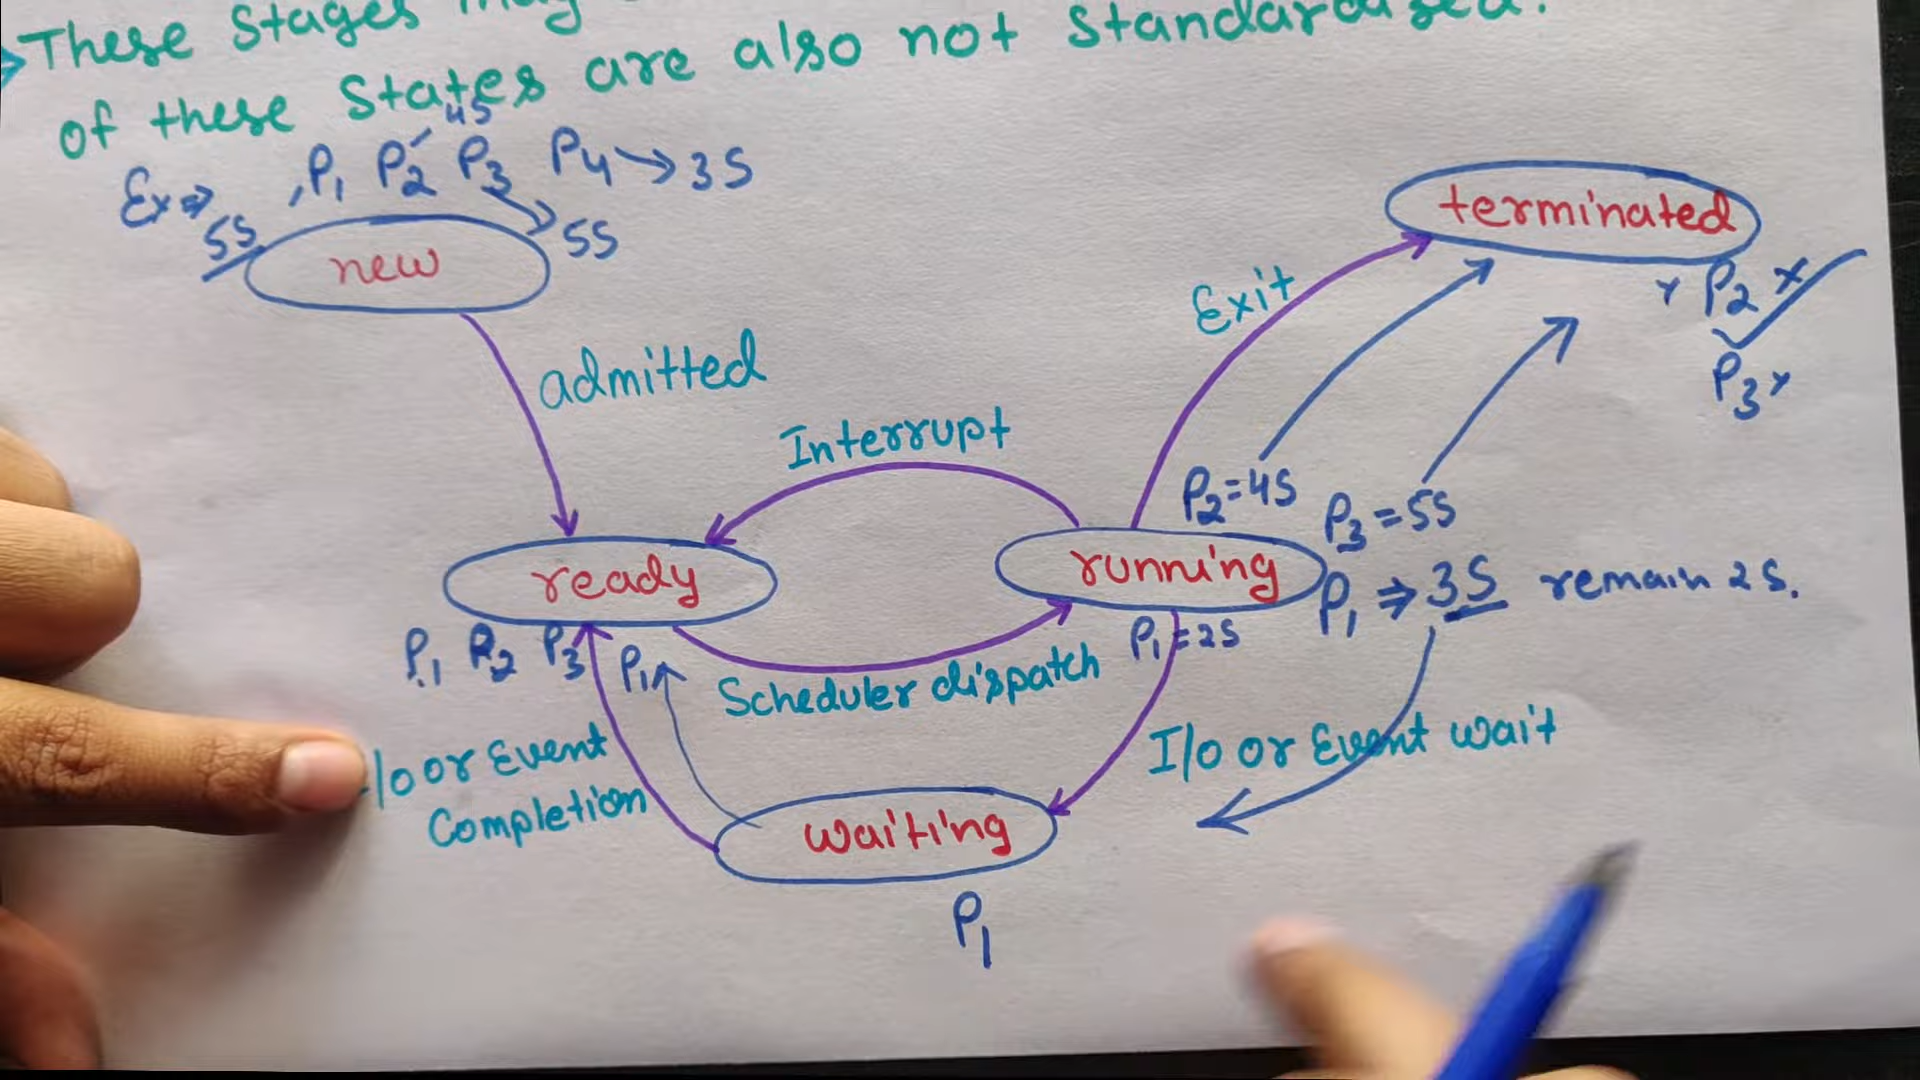 These Stages may
of these States are also not Standardized.
4S
Ex⇒ P1 P2 P3 P4 → 3S
5S
5S
new
terminated
P2 x
P3 x
Exit
admitted
Interrupt
P2=4S
P3=5S
ready
running
P1 ⇒ 3S remain 2S.
P1 P2 P3 P1
P1=2S
Scheduler dispatch
I/O or Event wait
I/O or Event
Completion
waiting
P1